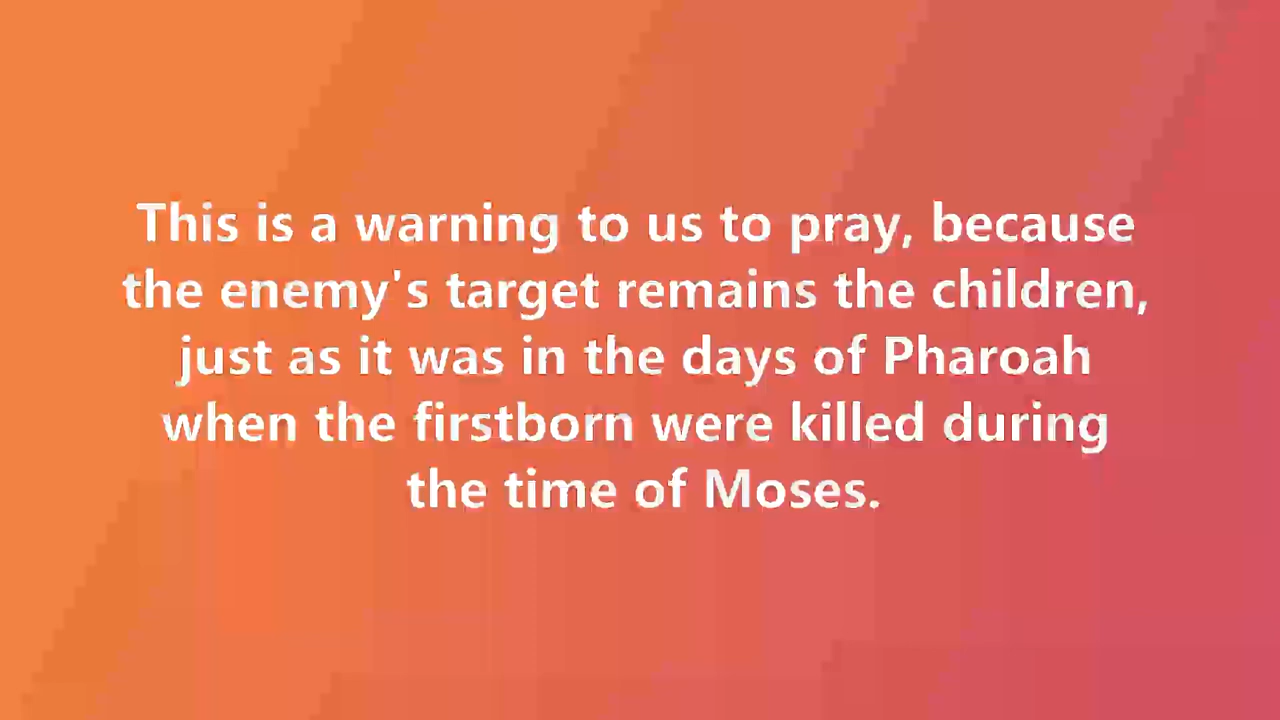 This is a warning to us to pray, because
the enemy's target remains the children,
just as it was in the days of Pharoah
when the firstborn were killed during
the time of Moses.